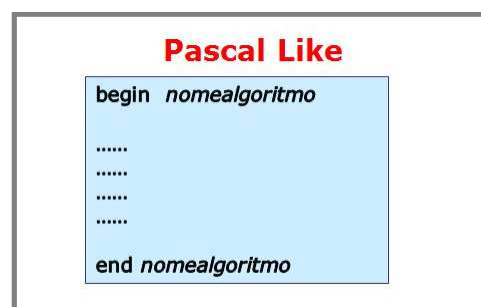 Pascal Like
begin nomealgoritmo
......
......
......
......
end nomealgoritmo